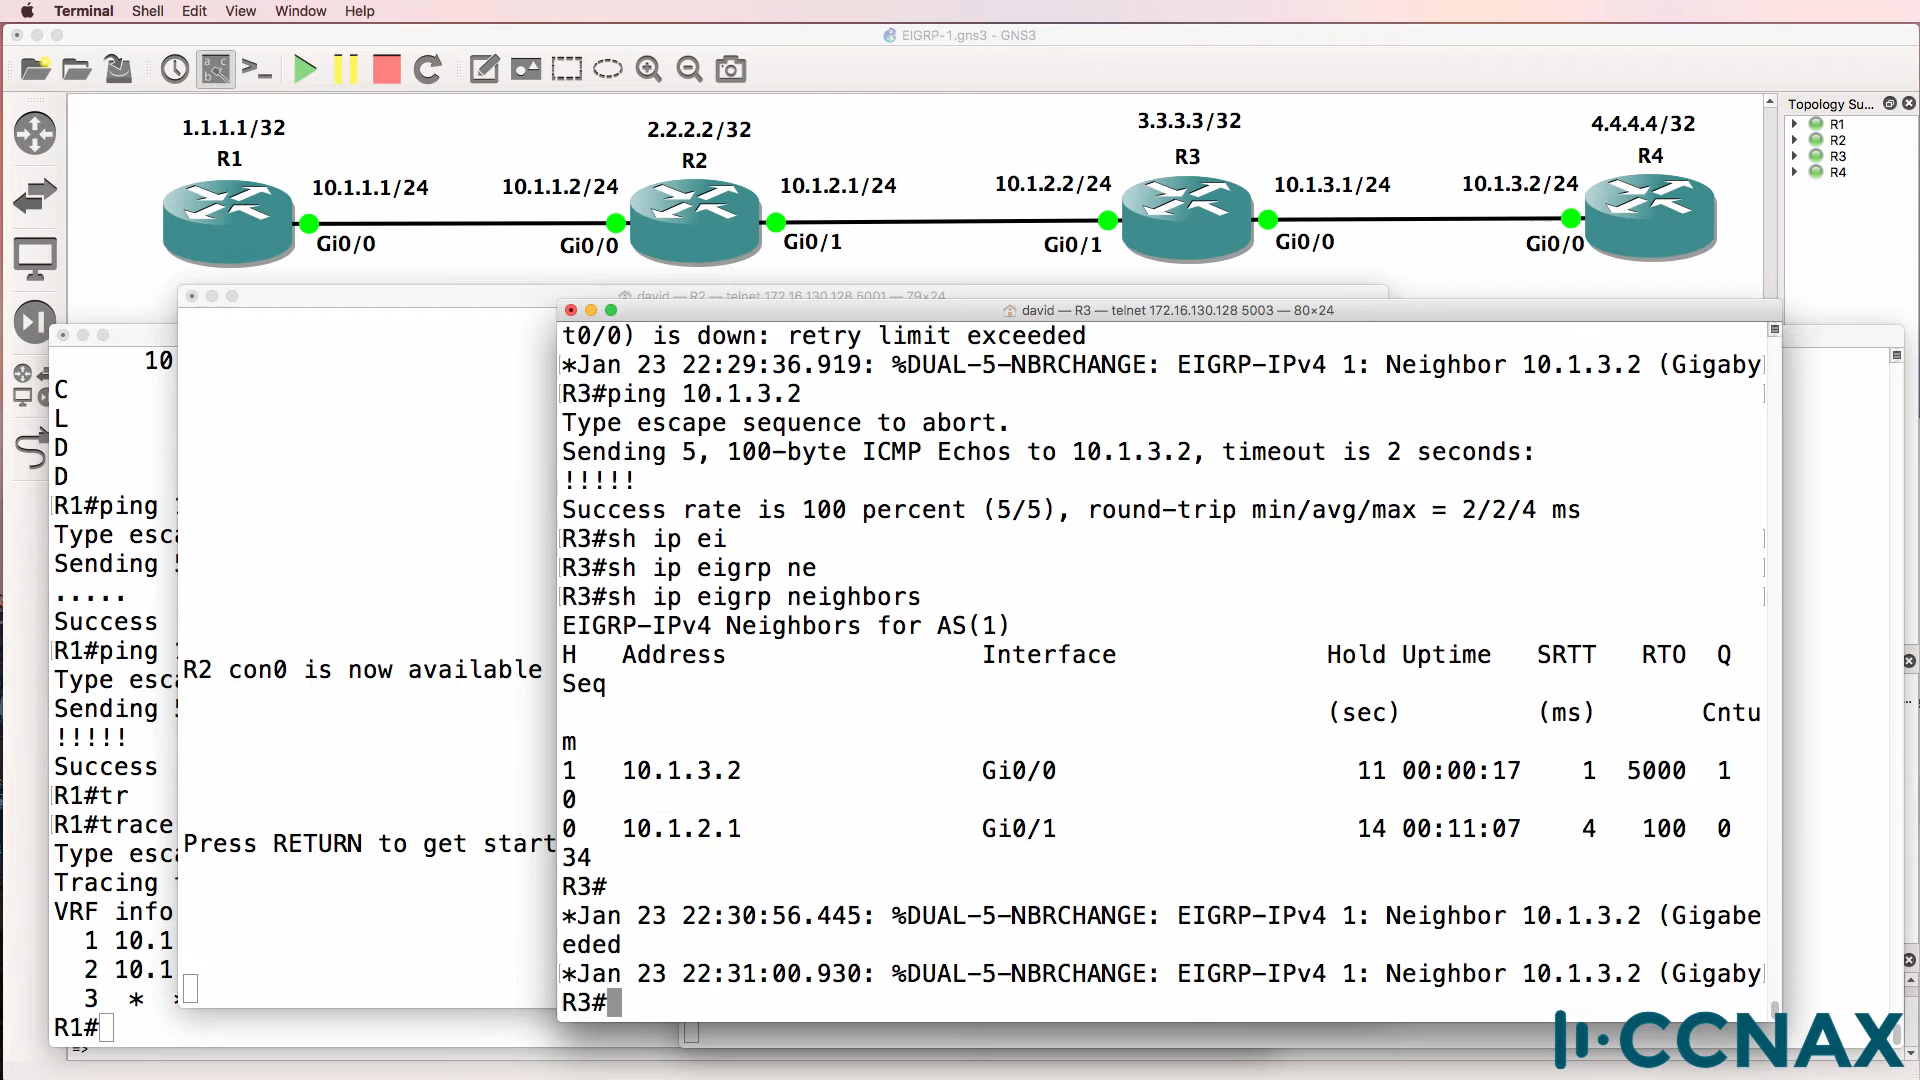 Terminal Shell Edit View Window Help
EIGRP-1.gns3 - GNS3
Topology Su...
R1
R2
R3
R4
1.1.1.1/32
R1
10.1.1.1/24
Gi0/0
2.2.2.2/32
R2
10.1.1.2/24
Gi0/0
10.1.2.1/24
Gi0/1
3.3.3.3/32
R3
10.1.2.2/24
Gi0/1
10.1.3.1/24
Gi0/0
4.4.4.4/32
R4
10.1.3.2/24
Gi0/0
10
C
L
D
D
R1#ping
Type esc
Sending
.....
Success
R1#ping
Type esc
Sending
!!!!!
Success
R1#tr
R1#trace
Type esc
Tracing
VRF info
1 10.1
2 10.1
3 *
R1#
=>
david — R2 — telnet 172.16.130.128 5001 — 79×24
R2 con0 is now available
Press RETURN to get start
david — R3 — telnet 172.16.130.128 5003 — 80×24
t0/0) is down: retry limit exceeded
*Jan 23 22:29:36.919: %DUAL-5-NBRCHANGE: EIGRP-IPv4 1: Neighbor 10.1.3.2 (Gigaby
R3#ping 10.1.3.2
Type escape sequence to abort.
Sending 5, 100-byte ICMP Echos to 10.1.3.2, timeout is 2 seconds:
!!!!!
Success rate is 100 percent (5/5), round-trip min/avg/max = 2/2/4 ms
R3#sh ip ei
R3#sh ip eigrp ne
R3#sh ip eigrp neighbors
EIGRP-IPv4 Neighbors for AS(1)
H Address Interface Hold Uptime SRTT RTO Q
Seq
(sec) (ms) Cntu
m
1 10.1.3.2 Gi0/0 11 00:00:17 1 5000 1
0
0 10.1.2.1 Gi0/1 14 00:11:07 4 100 0
34
R3#
*Jan 23 22:30:56.445: %DUAL-5-NBRCHANGE: EIGRP-IPv4 1: Neighbor 10.1.3.2 (Gigabe
eded
*Jan 23 22:31:00.930: %DUAL-5-NBRCHANGE: EIGRP-IPv4 1: Neighbor 10.1.3.2 (Gigaby
R3#
CCNAX